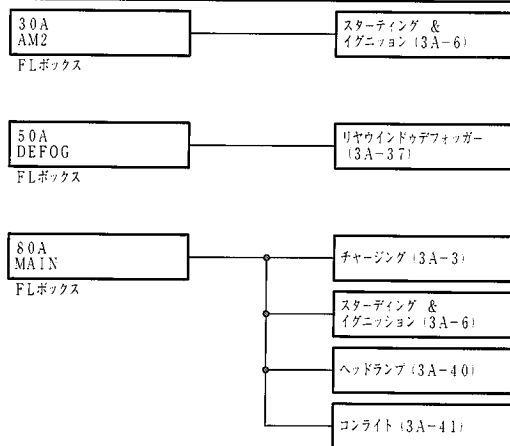 30A
AM2
FLボックス
スターティング &
イグニッション (3A-6)
50A
DEFOG
FLボックス
リヤウインドゥデフォッガー
(3A-37)
80A
MAIN
FLボックス
チャージング (3A-3)
スターディング &
イグニッション (3A-6)
ヘッドランプ (3A-40)
コンライト (3A-41)